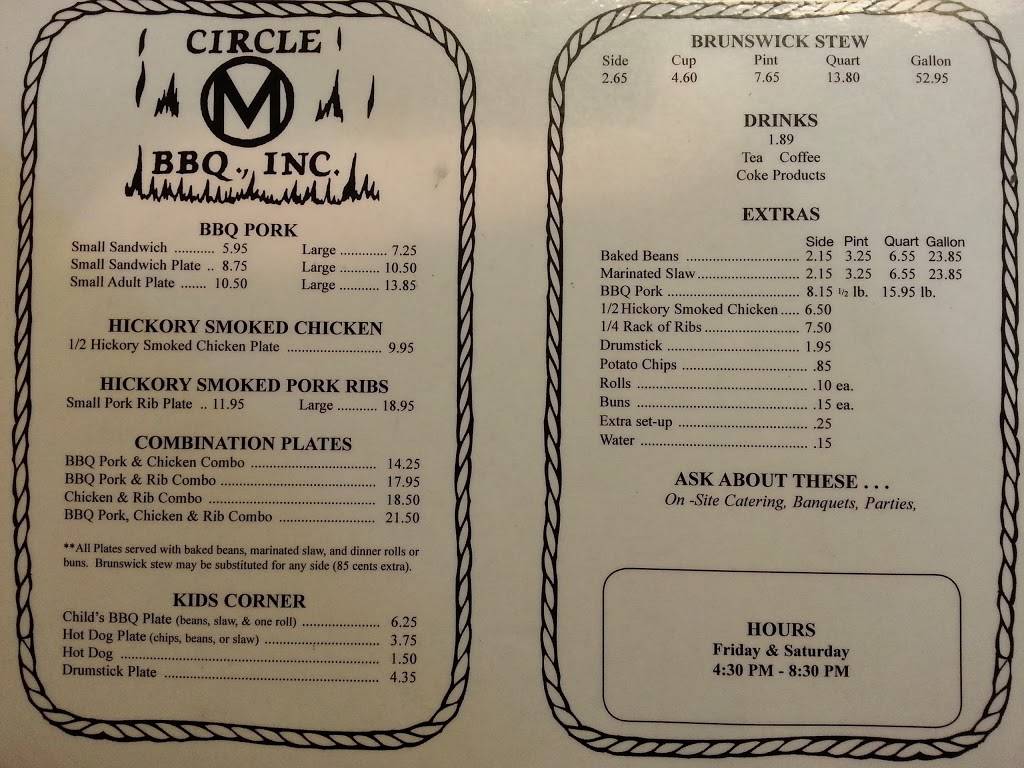 CIRCLE
M
BBQ., INC.
BBQ PORK
Small Sandwich ........... 5.95 Large ............ 7.25
Small Sandwich Plate .. 8.75 Large ........... 10.50
Small Adult Plate ....... 10.50 Large ........... 13.85
HICKORY SMOKED CHICKEN
1/2 Hickory Smoked Chicken Plate .......................... 9.95
HICKORY SMOKED PORK RIBS
Small Pork Rib Plate .. 11.95 Large ........... 18.95
COMBINATION PLATES
BBQ Pork & Chicken Combo ................................... 14.25
BBQ Pork & Rib Combo ............................................ 17.95
Chicken & Rib Combo ............................................... 18.50
BBQ Pork, Chicken & Rib Combo ........................... 21.50
**All Plates served with baked beans, marinated slaw, and dinner rolls or
buns. Brunswick stew may be substituted for any side (85 cents extra).
KIDS CORNER
Child's BBQ Plate (beans, slaw, & one roll) ....................... 6.25
Hot Dog Plate (chips, beans, or slaw) ................................ 3.75
Hot Dog ........................................................................ 1.50
Drumstick Plate ............................................................ 4.35
BRUNSWICK STEW
Side Cup Pint Quart Gallon
2.65 4.60 7.65 13.80 52.95
DRINKS
1.89
Tea Coffee
Coke Products
EXTRAS
Side Pint Quart Gallon
Baked Beans ................................ 2.15 3.25 6.55 23.85
Marinated Slaw............................. 2.15 3.25 6.55 23.85
BBQ Pork ..................................... 8.15 1/2 lb. 15.95 lb.
1/2 Hickory Smoked Chicken ..... 6.50
1/4 Rack of Ribs ........................... 7.50
Drumstick ..................................... 1.95
Potato Chips ................................. .85
Rolls ............................................. .10 ea.
Buns .............................................. .15 ea.
Extra set-up .................................. .25
Water ............................................. .15
ASK ABOUT THESE . . .
On -Site Catering, Banquets, Parties,
HOURS
Friday & Saturday
4:30 PM - 8:30 PM